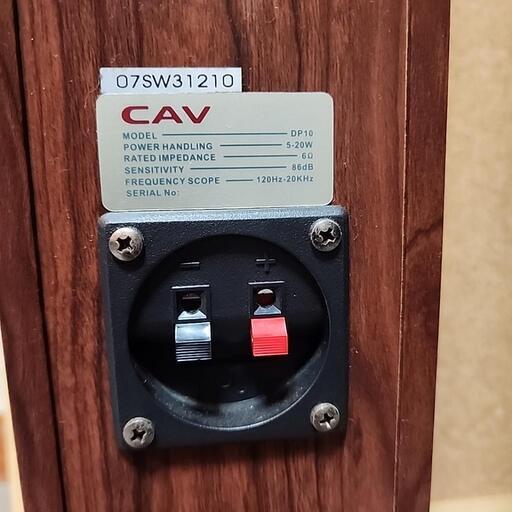 07SW31210
CAV
MODEL DP10
POWER HANDLING 5-20W
RATED IMPEDANCE 6Ω
SENSITIVITY 86dB
FREQUENCY SCOPE 120Hz-20KHz
SERIAL No:
− +